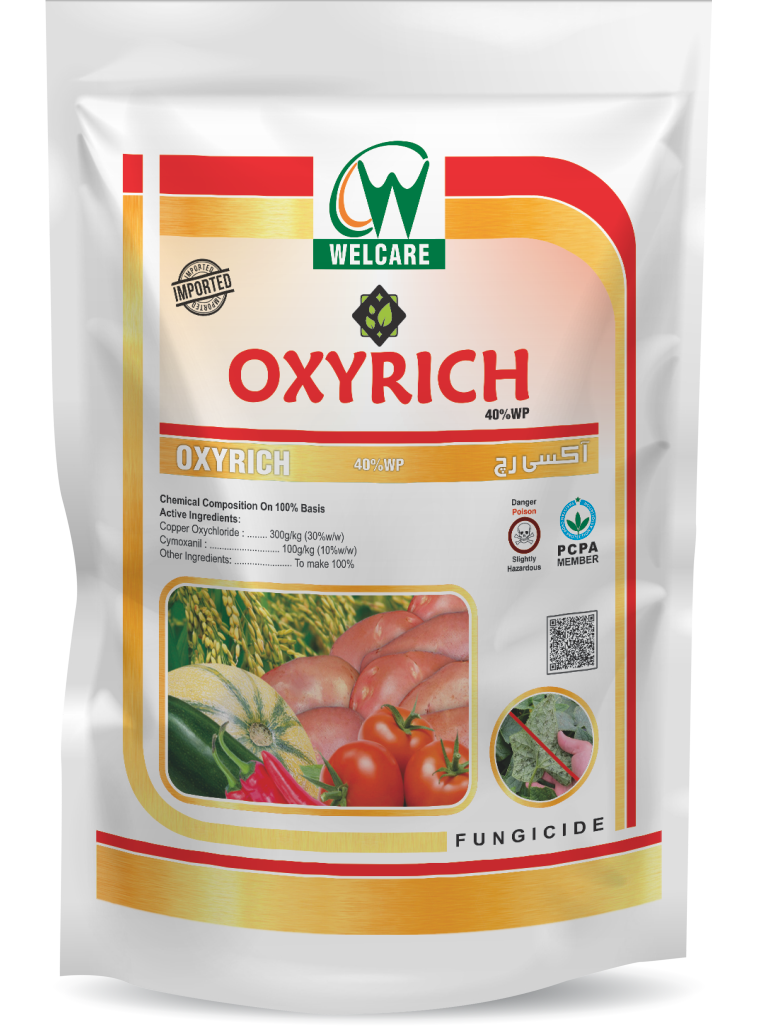 WELCARE
IMPORTED
IMPORTED
IMPORTED
OXYRICH
40%WP
OXYRICH
40%WP
آکسی رچ
Chemical Composition On 100% Basis
Active Ingredients:
Copper Oxychloride : ........ 300g/kg (30%w/w)
Cymoxanil : ............................ 100g/kg (10%w/w)
Other Ingredients: ....................... To make 100%
Danger
Poison
Slightly
Hazardous
PCPA
MEMBER
FUNGICIDE